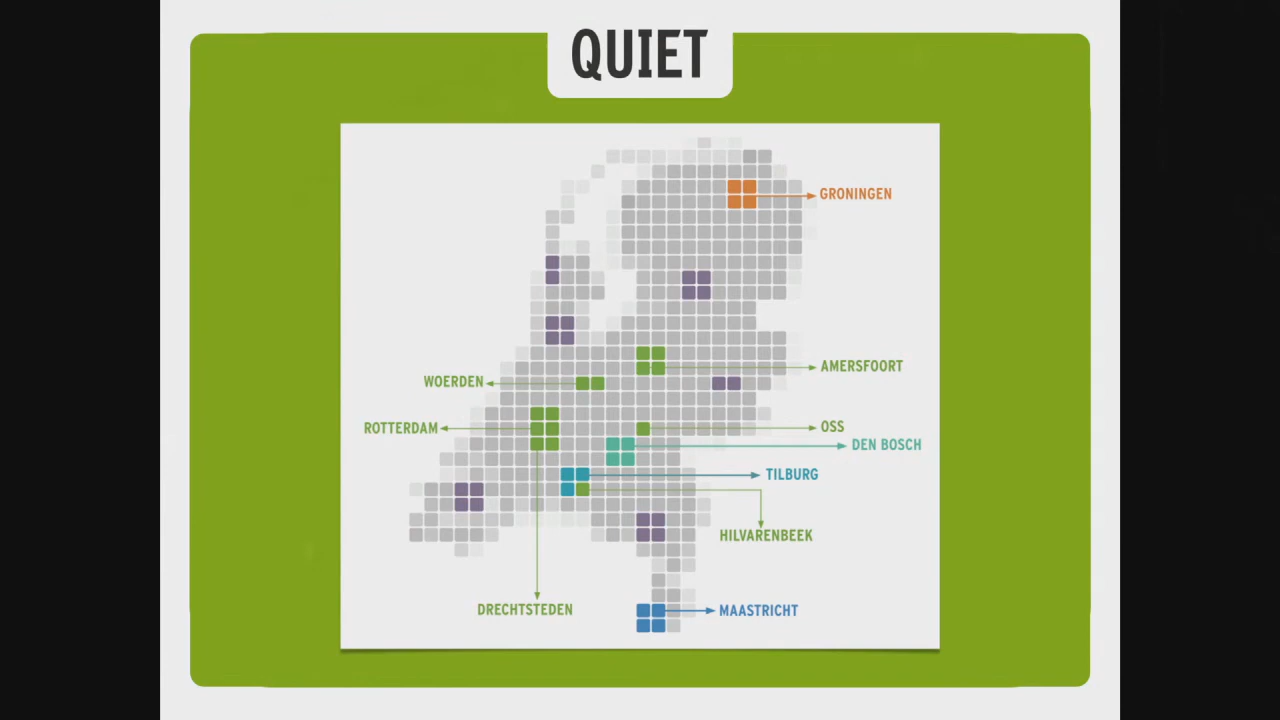 QUIET
GRONINGEN
AMERSFOORT
WOERDEN
ROTTERDAM
OSS
DEN BOSCH
TILBURG
HILVARENBEEK
DRECHTSTEDEN
MAASTRICHT